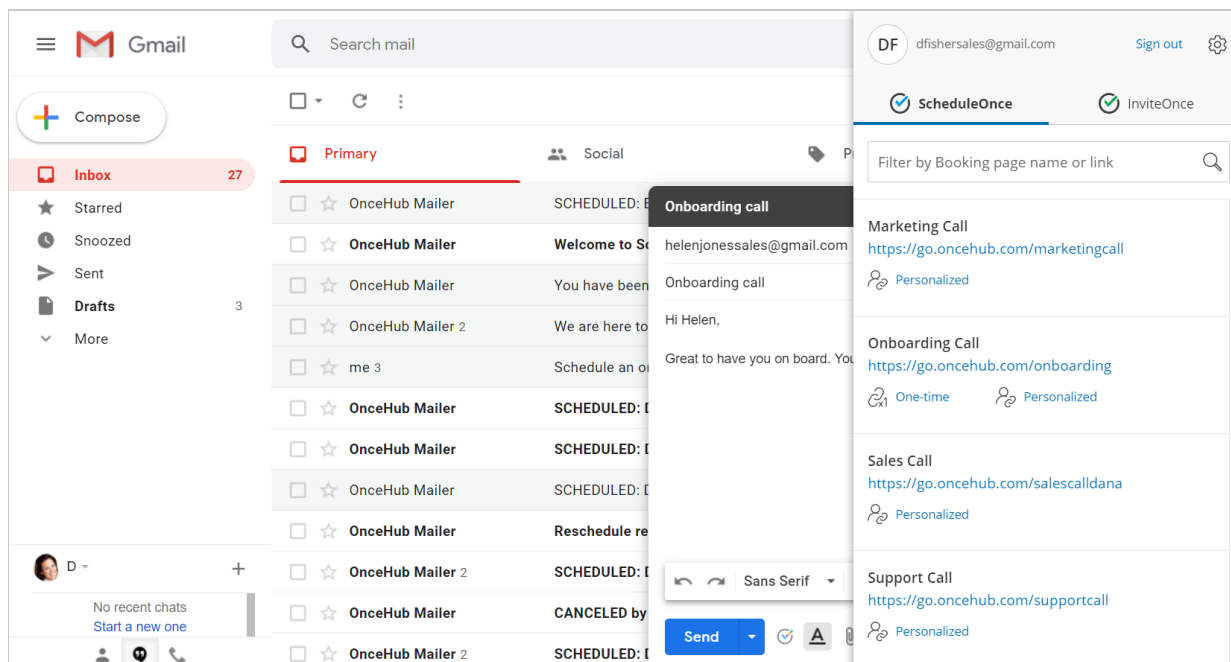 Gmail
Search mail
Compose
Inbox 27
Starred
Snoozed
Sent
Drafts 3
More
D
No recent chats
Start a new one
Primary
Social
OnceHub Mailer SCHEDULED:
OnceHub Mailer Welcome to
OnceHub Mailer You have been
OnceHub Mailer 2 We are here to
me 3 Schedule an
OnceHub Mailer SCHEDULED:
OnceHub Mailer SCHEDULED:
OnceHub Mailer SCHEDULED:
OnceHub Mailer Reschedule
OnceHub Mailer 2 SCHEDULED:
OnceHub Mailer CANCELED by
OnceHub Mailer 2 SCHEDULED:
Onboarding call
helenjonessales@gmail.com
Onboarding call
Hi Helen,
Great to have you on board.
Sans Serif
Send
A
DF dfishersales@gmail.com Sign out
ScheduleOnce InviteOnce
Filter by Booking page name or link
Marketing Call
https://go.oncehub.com/marketingcall
Personalized
Onboarding Call
https://go.oncehub.com/onboarding
x1 One-time Personalized
Sales Call
https://go.oncehub.com/salescalldana
Personalized
Support Call
https://go.oncehub.com/supportcall
Personalized